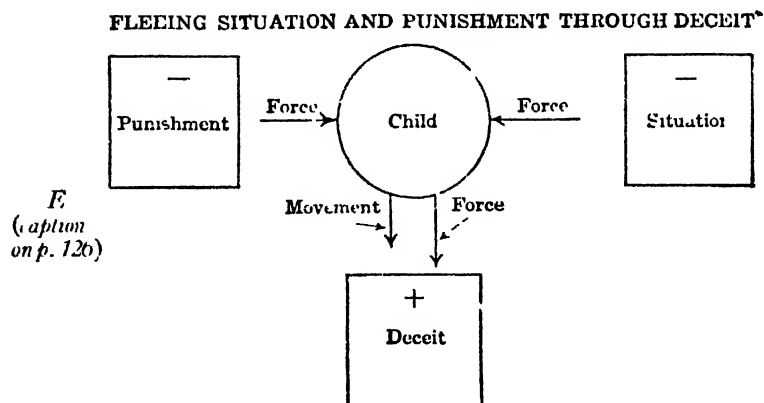 FLEEING SITUATION AND PUNISHMENT THROUGH DECEIT
−
−
Force
Force
Punishment
Child
Situation
E
(caption
on p. 126)
Movement
Force
+
Deceit